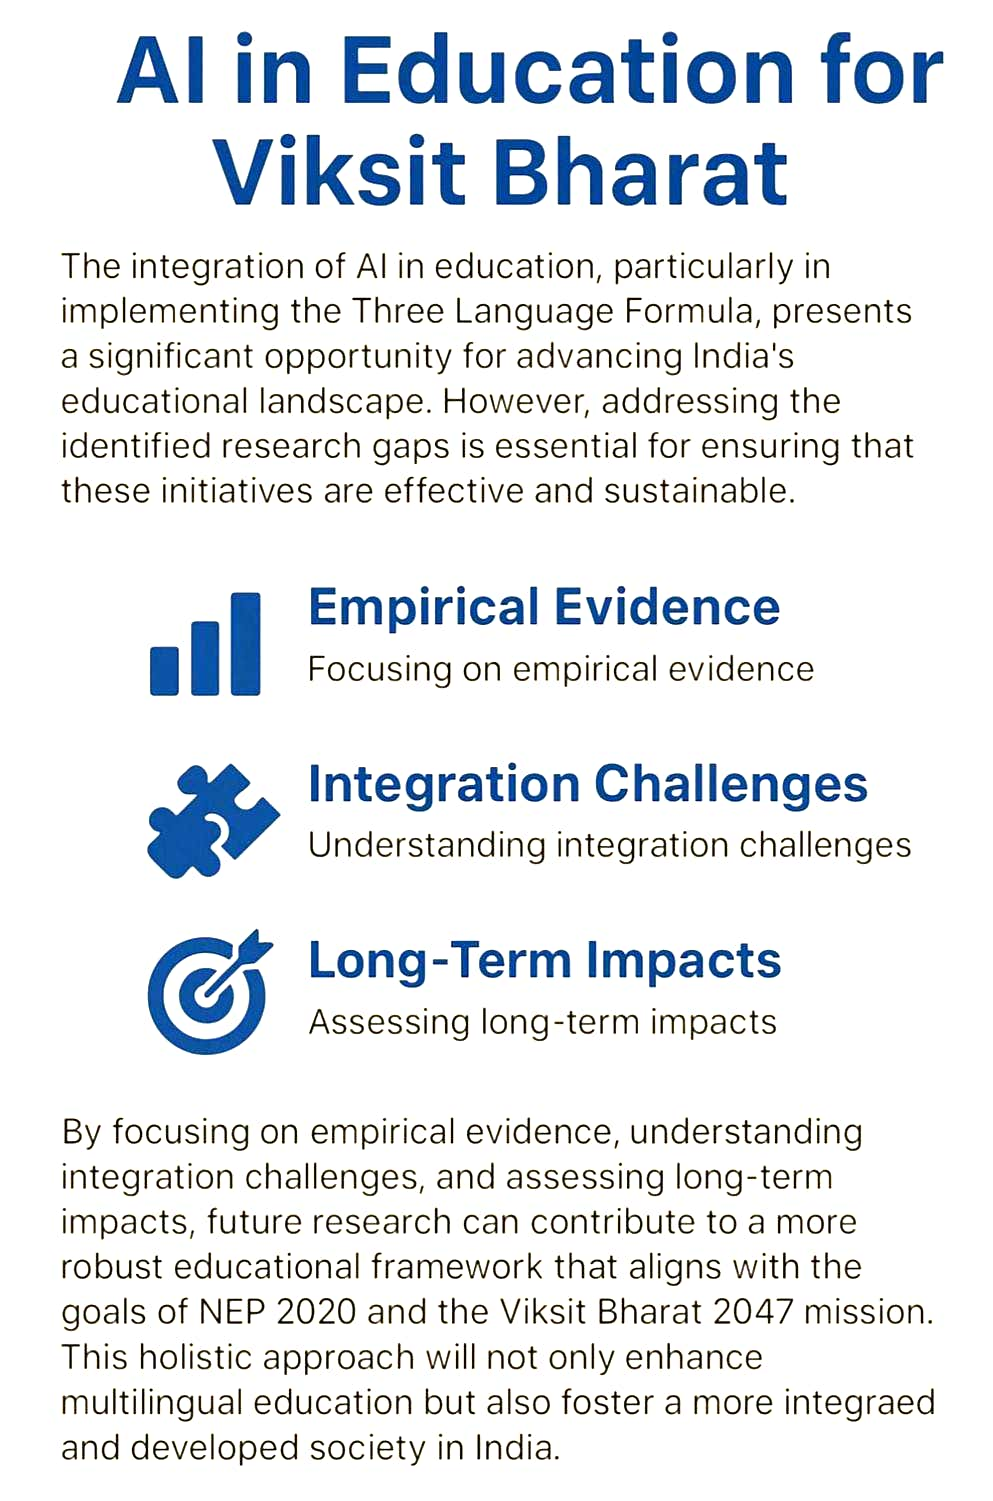 AI in Education for
Viksit Bharat
The integration of AI in education, particularly in
implementing the Three Language Formula, presents
a significant opportunity for advancing India's
educational landscape. However, addressing the
identified research gaps is essential for ensuring that
these initiatives are effective and sustainable.
Empirical Evidence
Focusing on empirical evidence
Integration Challenges
Understanding integration challenges
Long-Term Impacts
Assessing long-term impacts
By focusing on empirical evidence, understanding
integration challenges, and assessing long-term
impacts, future research can contribute to a more
robust educational framework that aligns with the
goals of NEP 2020 and the Viksit Bharat 2047 mission.
This holistic approach will not only enhance
multilingual education but also foster a more integraed
and developed society in India.